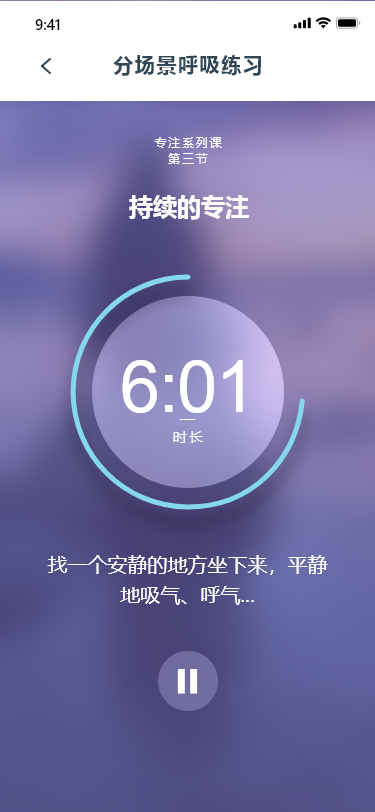 9:41
分场景呼吸练习
专注系列课
第三节
持续的专注
6:01
时长
找一个安静的地方坐下来，平静
地吸气、呼气...